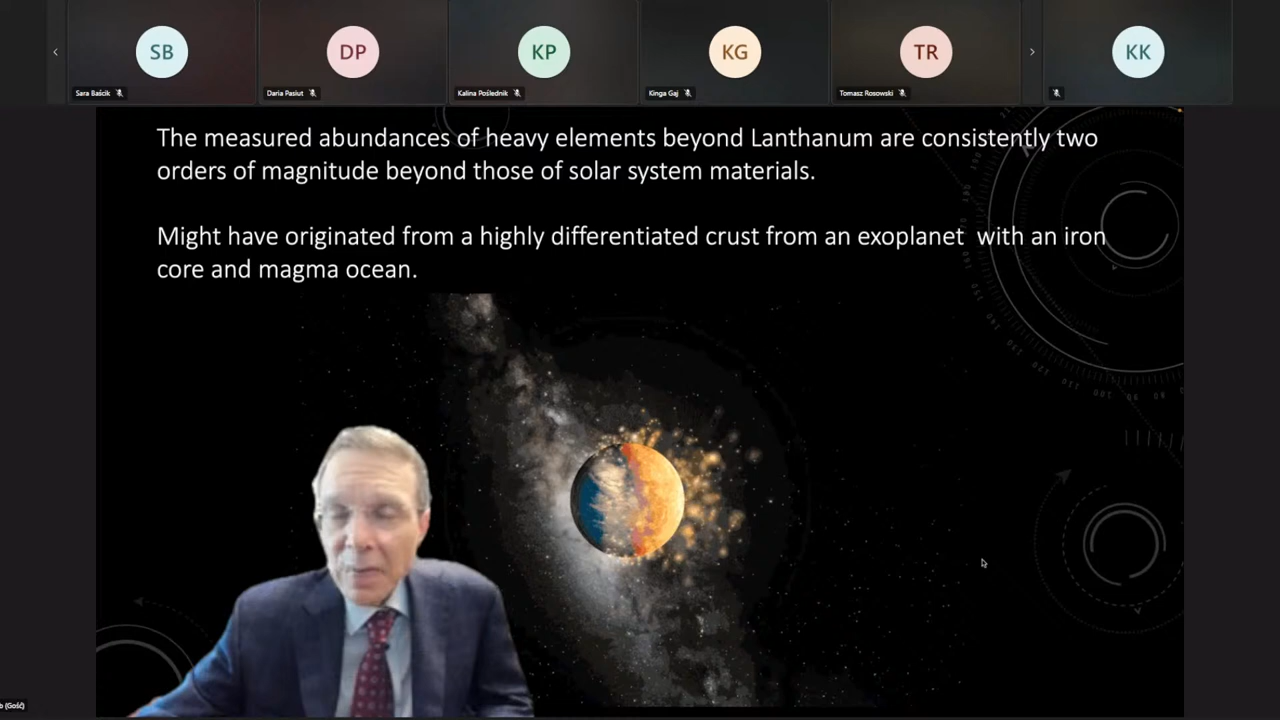 SB
DP
KP
KG
TR
KK
Sara Baścik
Daria Pasiut
Kalina Poślednik
Kinga Gaj
Tomasz Rosowski
The measured abundances of heavy elements beyond Lanthanum are consistently two
orders of magnitude beyond those of solar system materials.
Might have originated from a highly differentiated crust from an exoplanet with an iron
core and magma ocean.
b (Gość)